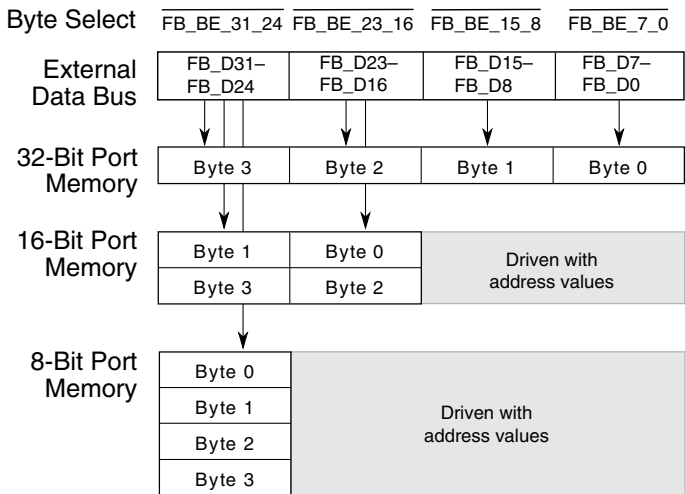 Byte Select FB_BE_31_24 FB_BE_23_16 FB_BE_15_8 FB_BE_7_0
External FB_D31– FB_D23– FB_D15– FB_D7–
Data Bus FB_D24 FB_D16 FB_D8 FB_D0
32-Bit Port
Memory Byte 3 Byte 2 Byte 1 Byte 0
16-Bit Port Byte 1 Byte 0 Driven with
Memory Byte 3 Byte 2 address values
8-Bit Port Byte 0
Memory Byte 1 Driven with
Byte 2 address values
Byte 3